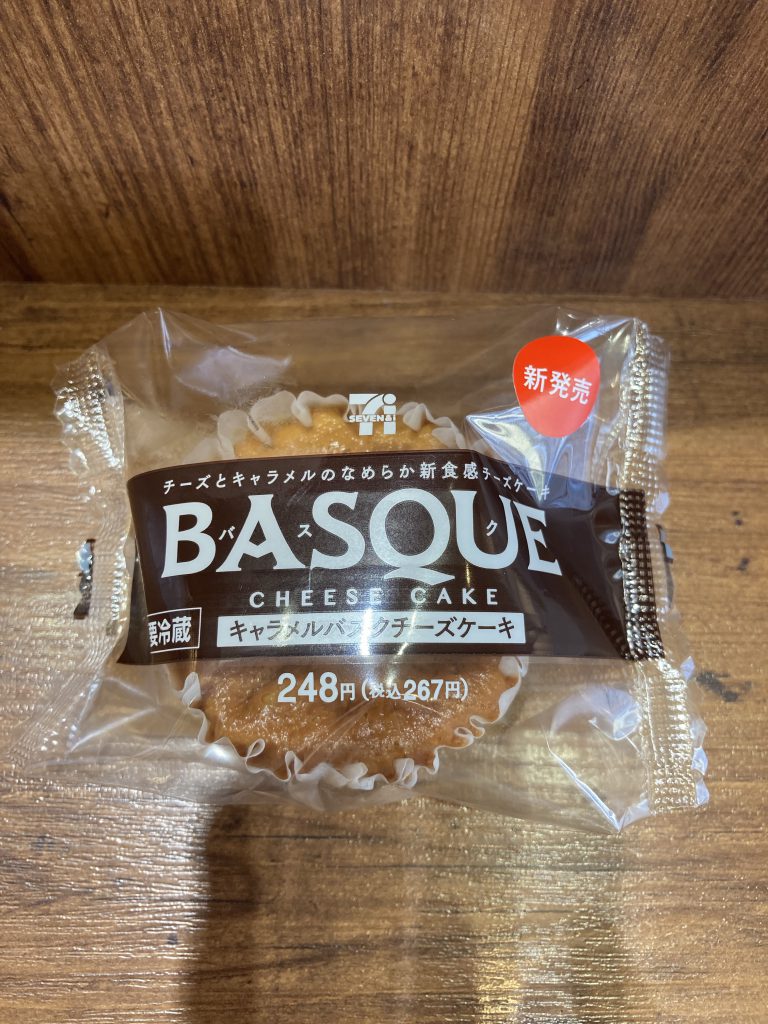 新発売
SEVEN&i
チーズとキャラメルのなめらか新食感チーズケーキ
BASQUE
バスク
CHEESE CAKE
要冷蔵
キャラメルバスクチーズケーキ
248円(税込267円)